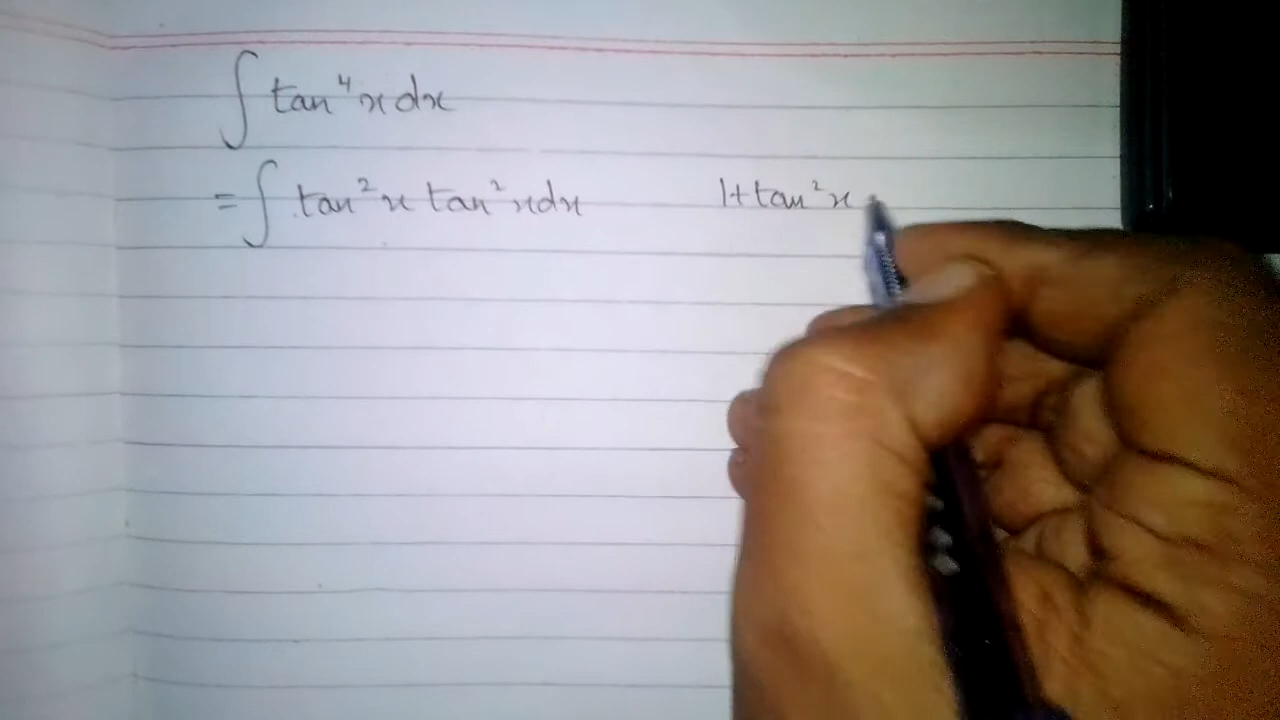 ∫ tan⁴x dx
= ∫ tan²x tan²x dx 1+tan²x